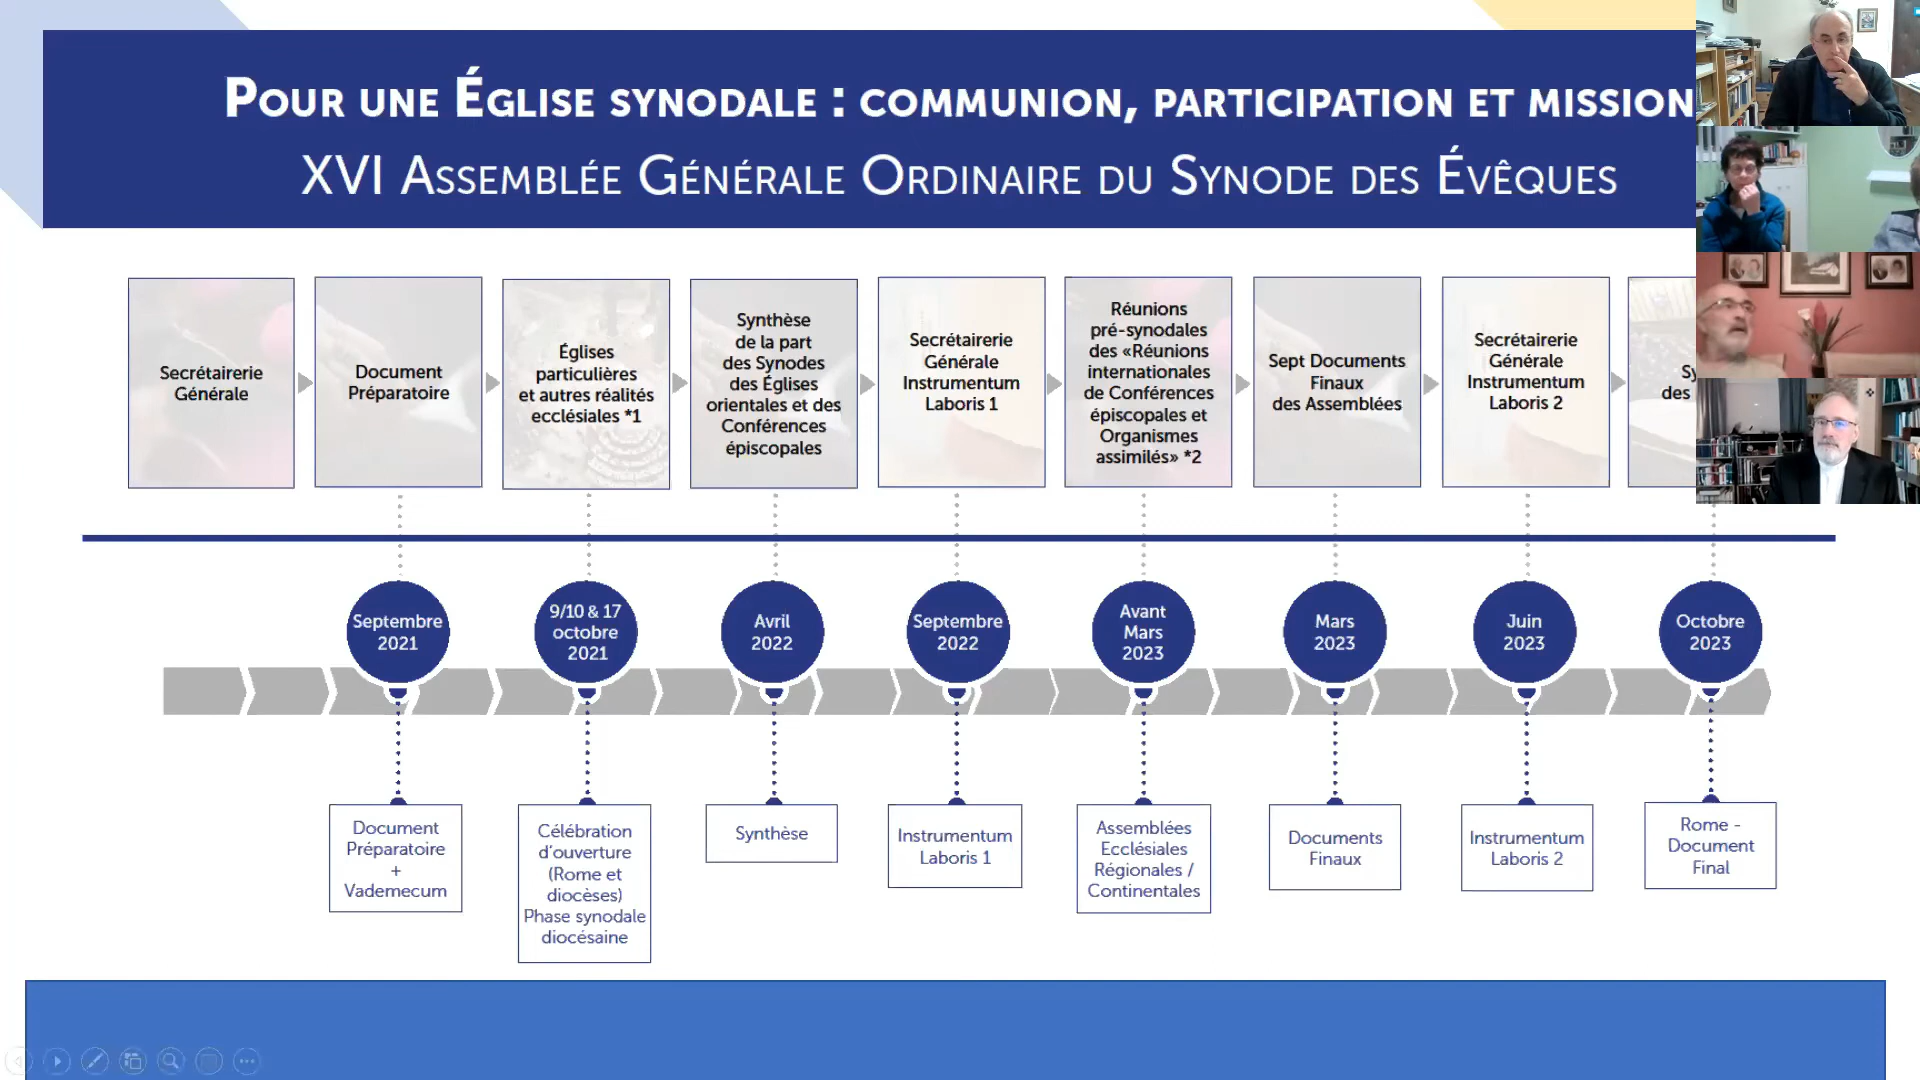 Pour une Église synodale : communion, participation et mission
XVI Assemblée Générale Ordinaire du Synode des Évêques
Secrétairerie
Générale
Document
Préparatoire
Églises
particulières
et autres réalités
ecclésiales *1
Synthèse
de la part
des Synodes
des Églises
orientales et des
Conférences
épiscopales
Secrétairerie
Générale
Instrumentum
Laboris 1
Réunions
pré-synodales
des «Réunions
internationales
de Conférences
épiscopales et
Organismes
assimilés» *2
Sept Documents
Finaux
des Assemblées
Secrétairerie
Générale
Instrumentum
Laboris 2
des
Septembre
2021
9/10 & 17
octobre
2021
Avril
2022
Septembre
2022
Avant
Mars
2023
Mars
2023
Juin
2023
Octobre
2023
Document
Préparatoire
+
Vademecum
Célébration
d'ouverture
(Rome et
diocèses)
Phase synodale
diocésaine
Synthèse
Instrumentum
Laboris 1
Assemblées
Ecclésiales
Régionales /
Continentales
Documents
Finaux
Instrumentum
Laboris 2
Rome -
Document
Final